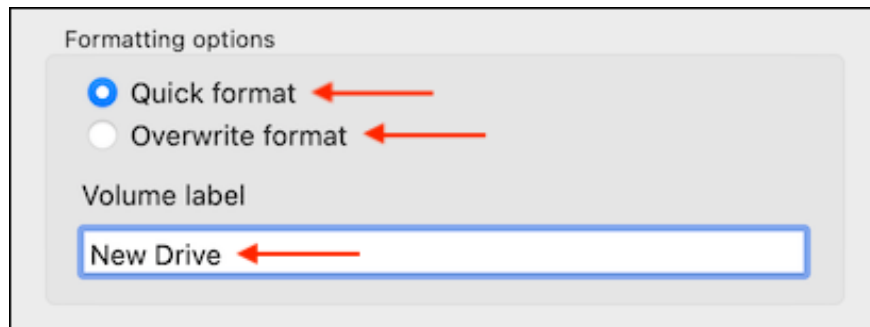 Formatting options
Quick format
Overwrite format
Volume label
New Drive